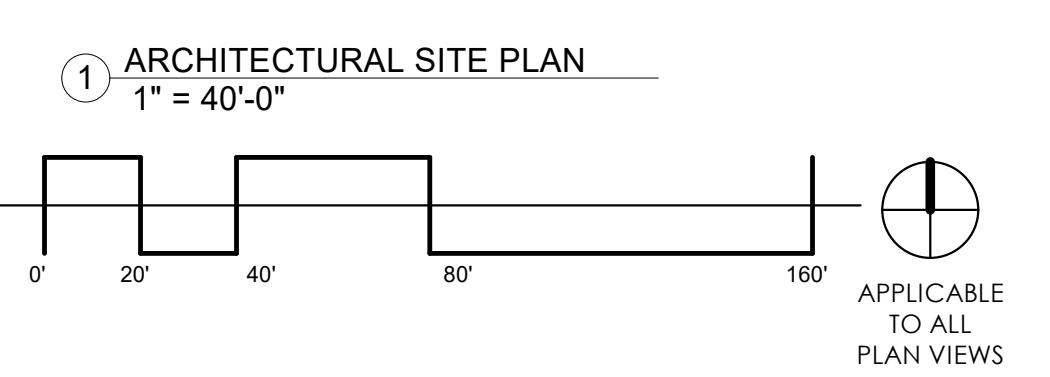 1
ARCHITECTURAL SITE PLAN
1" = 40'-0"
0' 20' 40' 80' 160'
APPLICABLE
TO ALL
PLAN VIEWS